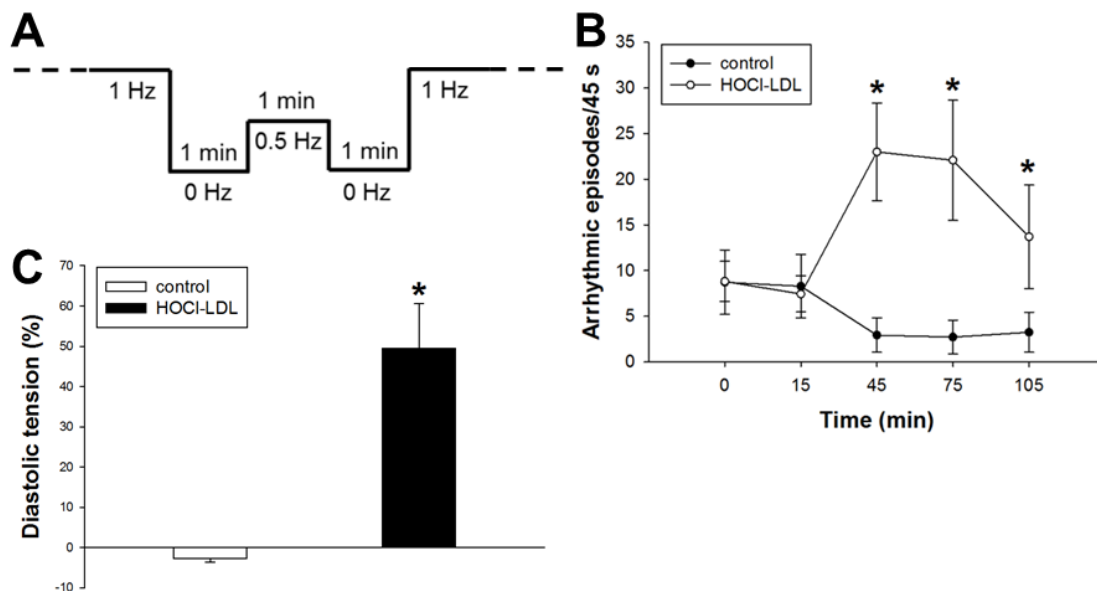 A
1 Hz
1 min
1 Hz
1 min
0.5 Hz
1 min
0 Hz
0 Hz
B
Arrhythmic episodes/45 s
35
30
25
20
15
10
5
0
control
HOCl-LDL
*
*
*
0 15 45 75 105
Time (min)
C
Diastolic tension (%)
70
60
50
40
30
20
10
0
-10
control
HOCl-LDL
*